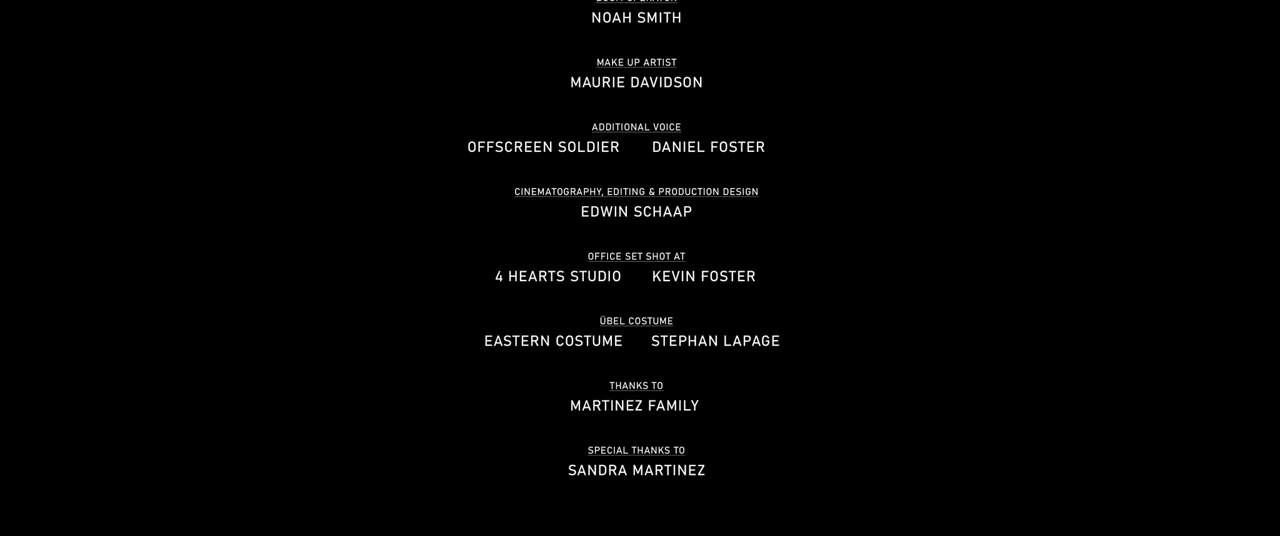 NOAH SMITH
MAKE UP ARTIST
MAURIE DAVIDSON
ADDITIONAL VOICE
OFFSCREEN SOLDIER DANIEL FOSTER
CINEMATOGRAPHY, EDITING & PRODUCTION DESIGN
EDWIN SCHAAP
OFFICE SET SHOT AT
4 HEARTS STUDIO KEVIN FOSTER
ÜBEL COSTUME
EASTERN COSTUME STEPHAN LAPAGE
THANKS TO
MARTINEZ FAMILY
SPECIAL THANKS TO
SANDRA MARTINEZ